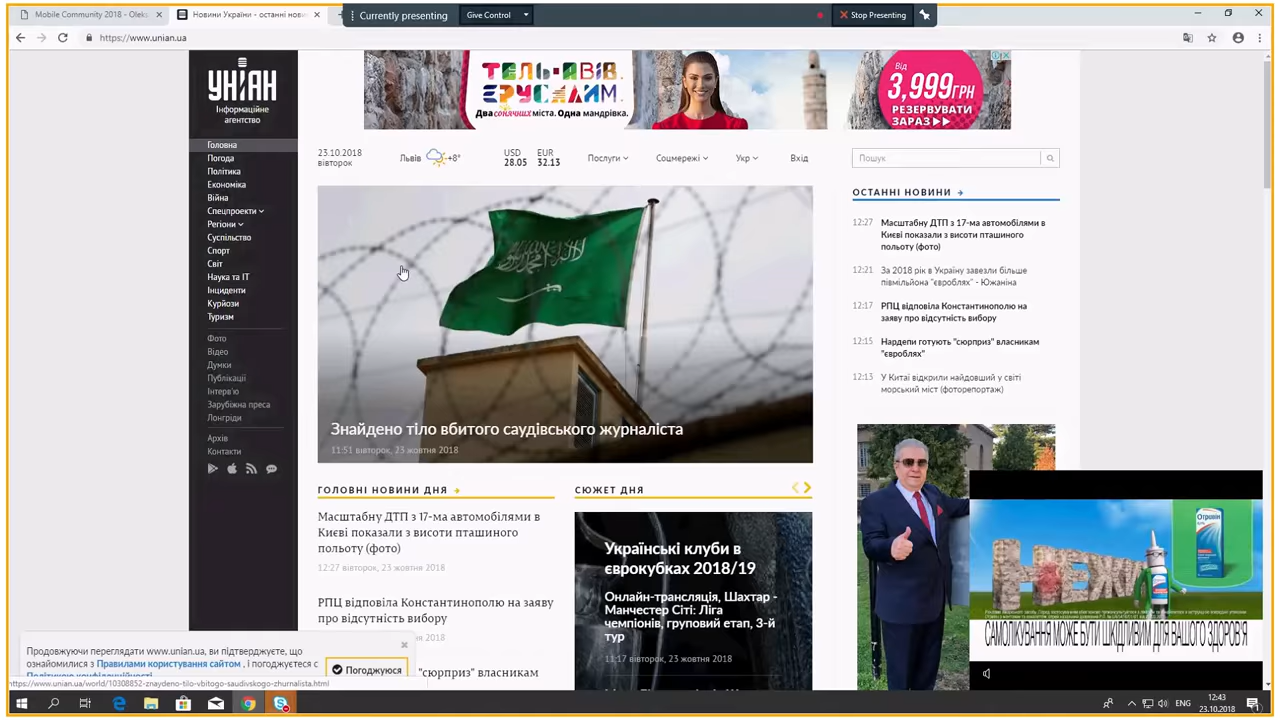 Mobile Community 2018 - Oleks
Новини України - останні нови
Currently presenting
Give Control
Stop Presenting
https://www.unian.ua
УНІАН
Інформаційне
агентство
Головна
Погода
Політика
Економіка
Війна
Спецпроекти
Регіони
Суспільство
Спорт
Світ
Наука та IT
Інциденти
Курйози
Туризм
Фото
Відео
Думки
Публікації
Інтерв'ю
Зарубіжна преса
Лонгріди
Архів
Контакти
ТЕЛЬ-АВІВ.
ЄРУСАЛИМ.
Два сонячних міста. Одна мандрівка.
Від
3,999ГРН
РЕЗЕРВУВАТИ
ЗАРАЗ
23.10.2018
вівторок
Львів
+8°
USD
28.05
EUR
32.13
Послуги
Соцмережі
Укр
Вхід
Пошук
Знайдено тіло вбитого саудівського журналіста
11:51 вівторок, 23 жовтня 2018
ОСТАННІ НОВИНИ
12:27 Масштабну ДТП з 17-ма автомобілями в
Києві показали з висоти пташиного
польоту (фото)
12:21 За 2018 рік в Україну завезли більше
півмільйона "євроблях" - Южаніна
12:17 РПЦ відповіла Константинополю на
заяву про відсутність вибору
12:15 Нардепи готують "сюрприз" власникам
"євроблях"
12:13 У Китаї відкрили найдовший у світі
морський міст (фоторепортаж)
ГОЛОВНІ НОВИНИ ДНЯ
Масштабну ДТП з 17-ма автомобілями в
Києві показали з висоти пташиного
польоту (фото)
12:27 вівторок, 23 жовтня 2018
РПЦ відповіла Константинополю на заяву
про відсутність вибору
жовтня 2018
"сюрприз" власникам
СЮЖЕТ ДНЯ
Українські клуби в
єврокубках 2018/19
Онлайн-трансляція, Шахтар -
Манчестер Сіті: Ліга
чемпіонів, груповий етап, 3-й
тур
11:17 вівторок, 23 жовтня 2018
Отривін
САМОЛІКУВАННЯ МОЖЕ БУТИ ШКІДЛИВИМ ДЛЯ ВАШОГО ЗДОРОВ'Я
Продовжуючи переглядати www.unian.ua, ви підтверджуєте, що
ознайомилися з Правилами користування сайтом , і погоджуєтеся с
Політикою конфіденційності
Погоджуюся
https://www.unian.ua/world/10308852-znaydeno-tilo-vbitogo-saudivskogo-zhurnalista.html
ENG
12:43
23.10.2018